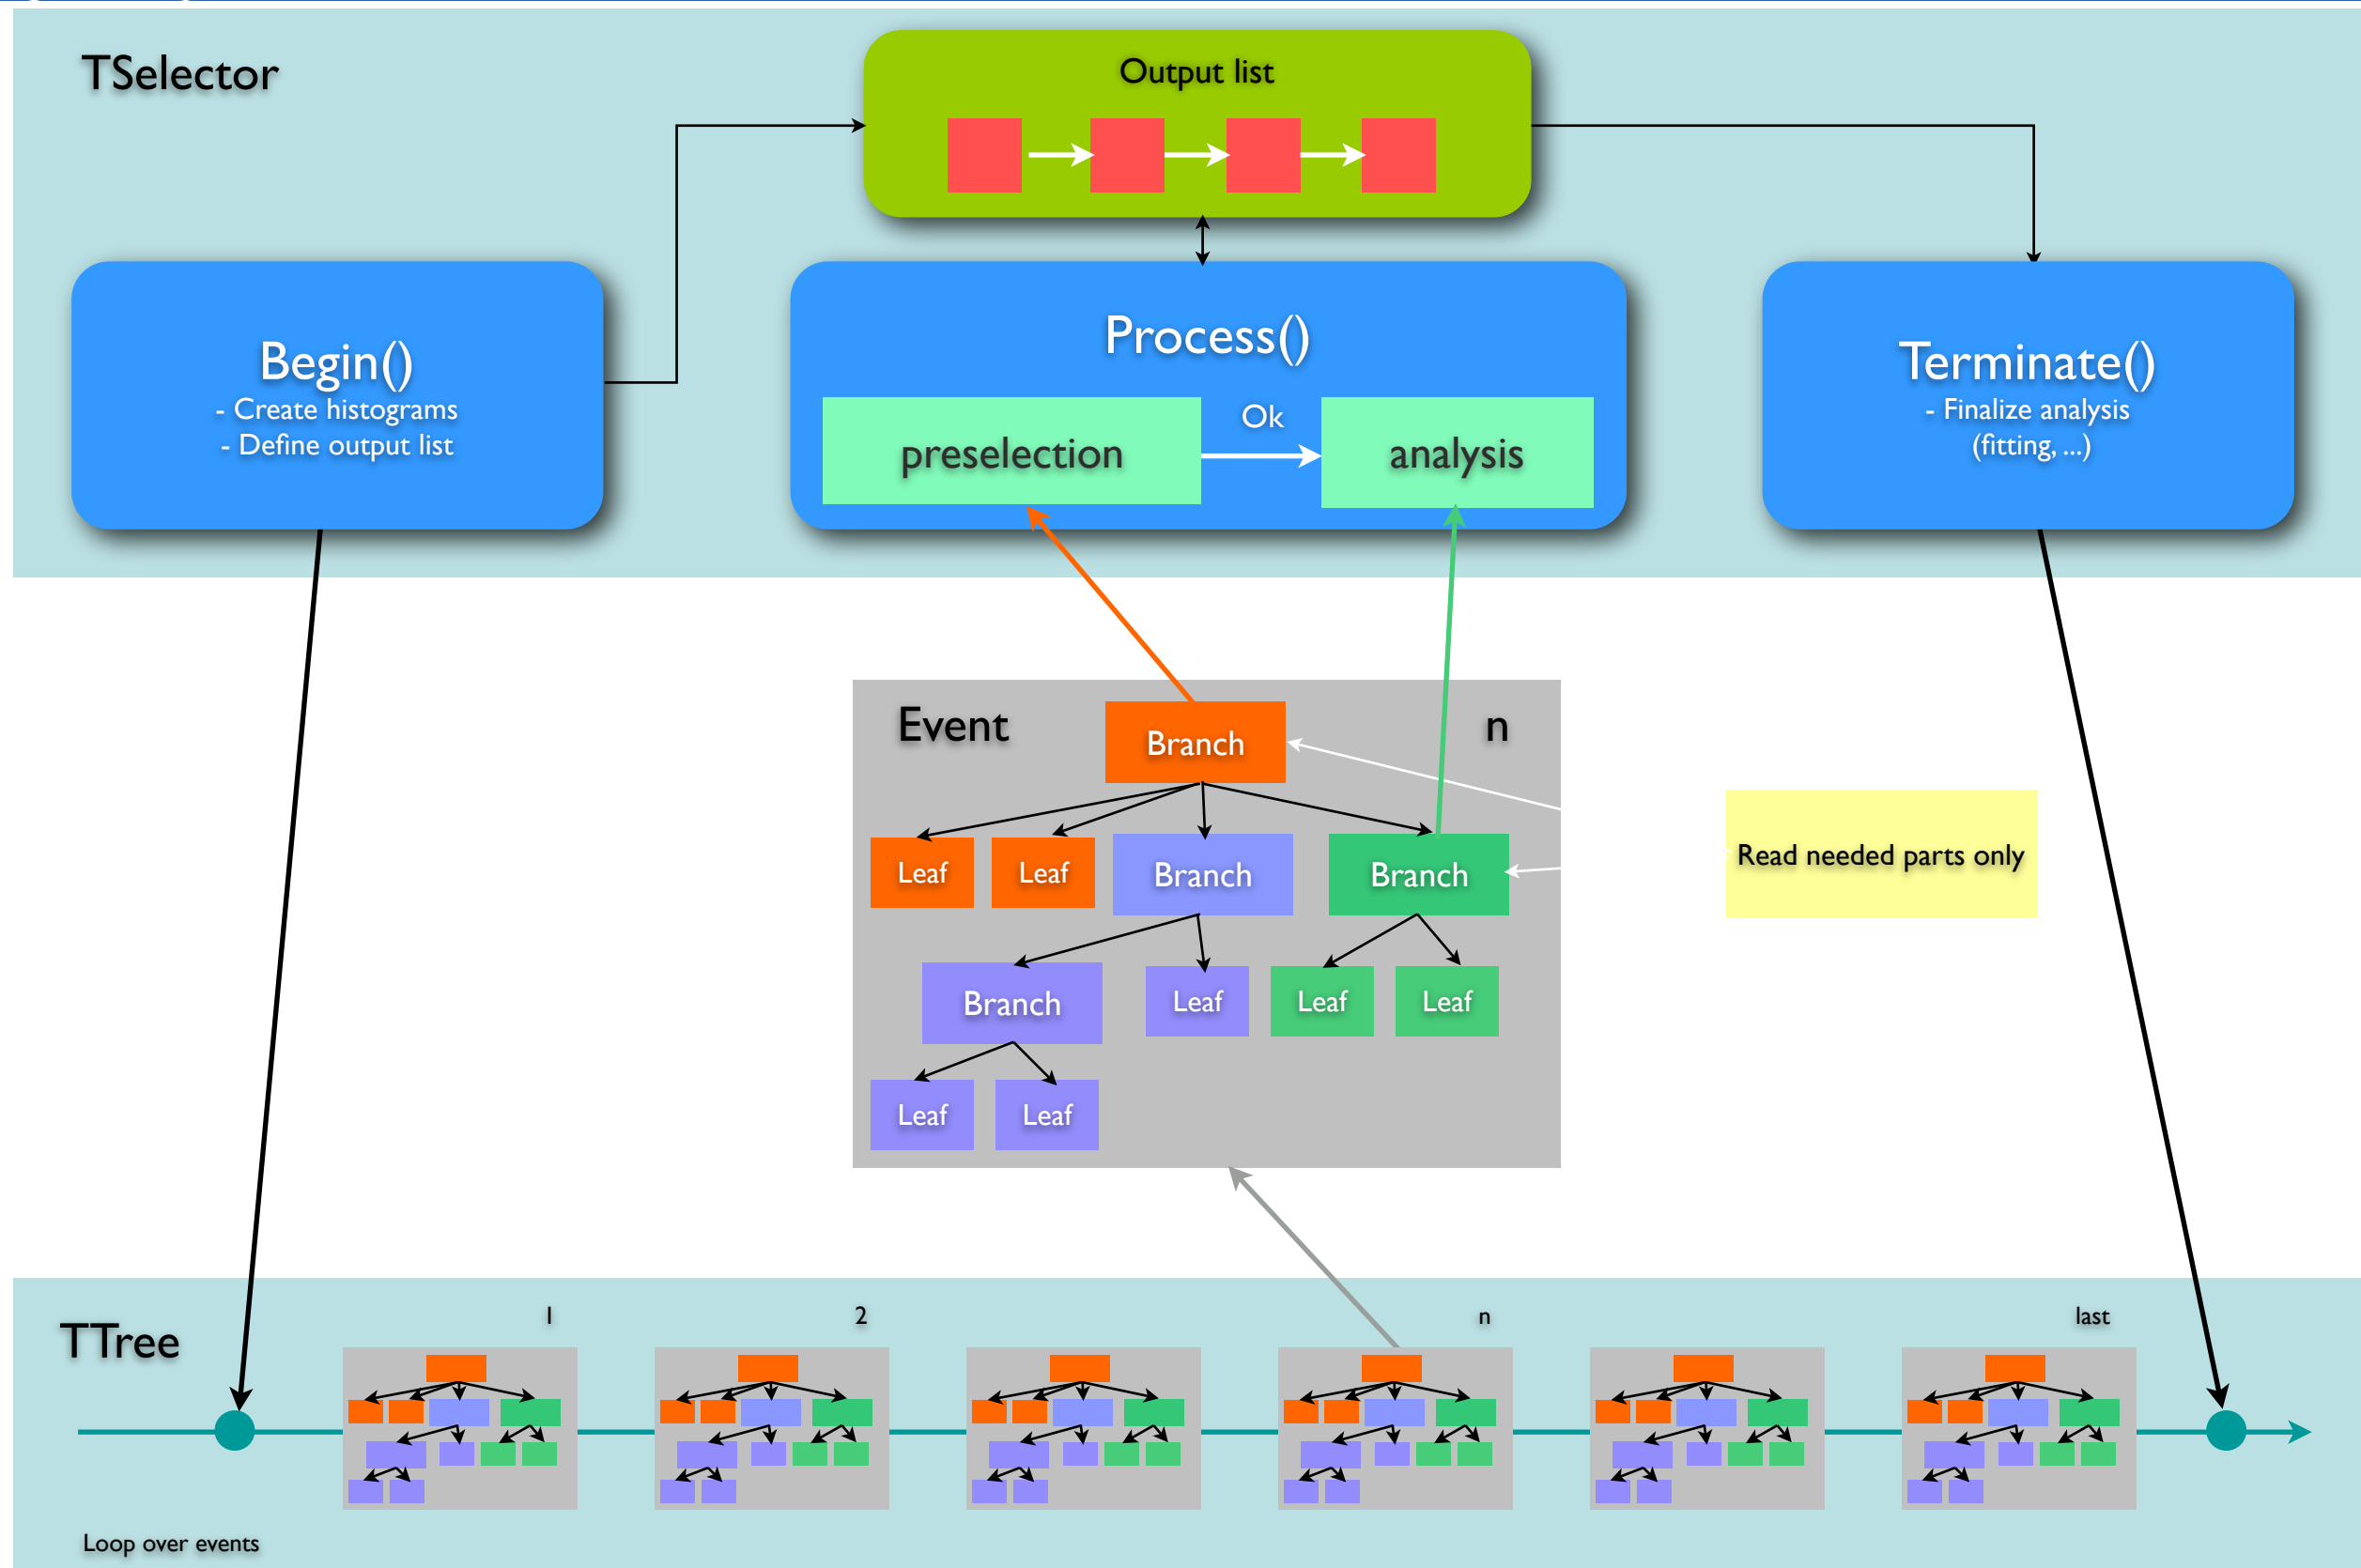 TSelector
Output list
Begin()
- Create histograms
- Define output list
Process()
preselection
Ok
analysis
Terminate()
- Finalize analysis
(fitting, ...)
Event
n
Branch
Leaf
Leaf
Branch
Branch
Read needed parts only
Branch
Leaf
Leaf
Leaf
Leaf
Leaf
TTree
1
2
n
last
Loop over events